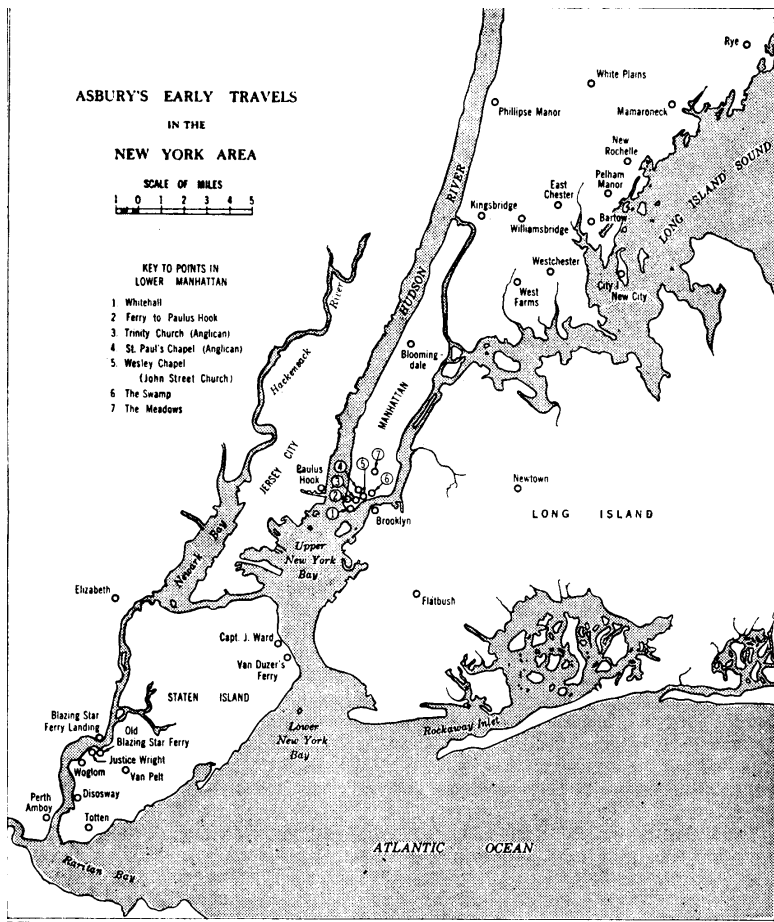 ASBURY'S EARLY TRAVELS
IN THE
NEW YORK AREA
SCALE OF MILES
1 0 1 2 3 4 5
KEY TO POINTS IN
LOWER MANHATTAN
1 Whitehall
2 Ferry to Paulus Hook
3. Trinity Church (Anglican)
4 St. Paul's Chapel (Anglican)
5. Wesley Chapel
(John Street Church)
6 The Swamp
7 The Meadows
Rye
White Plains
Phillipse Manor
Mamaroneck
New
Rochelle
Pelham
Manor
East
Chester
Kingsbridge
Williamsbridge
Bartow
LONG ISLAND SOUND
Westchester
West
Farms
City I.
New City
HUDSON RIVER
Hackensack River
Blooming-
dale
MANHATTAN
JERSEY CITY
Paulus
Hook
4
3
2
1
5
7
6
Brooklyn
Newtown
LONG ISLAND
Upper
New York
Bay
Newark Bay
Elizabeth
Flatbush
Capt. J. Ward
Van Duzer's
Ferry
STATEN ISLAND
Blazing Star
Ferry Landing
Old
Blazing Star Ferry
Justice Wright
Woglom
Van Pelt
Disosway
Perth
Amboy
Totten
Lower
New York
Bay
Rockaway Inlet
Raritan Bay
ATLANTIC OCEAN